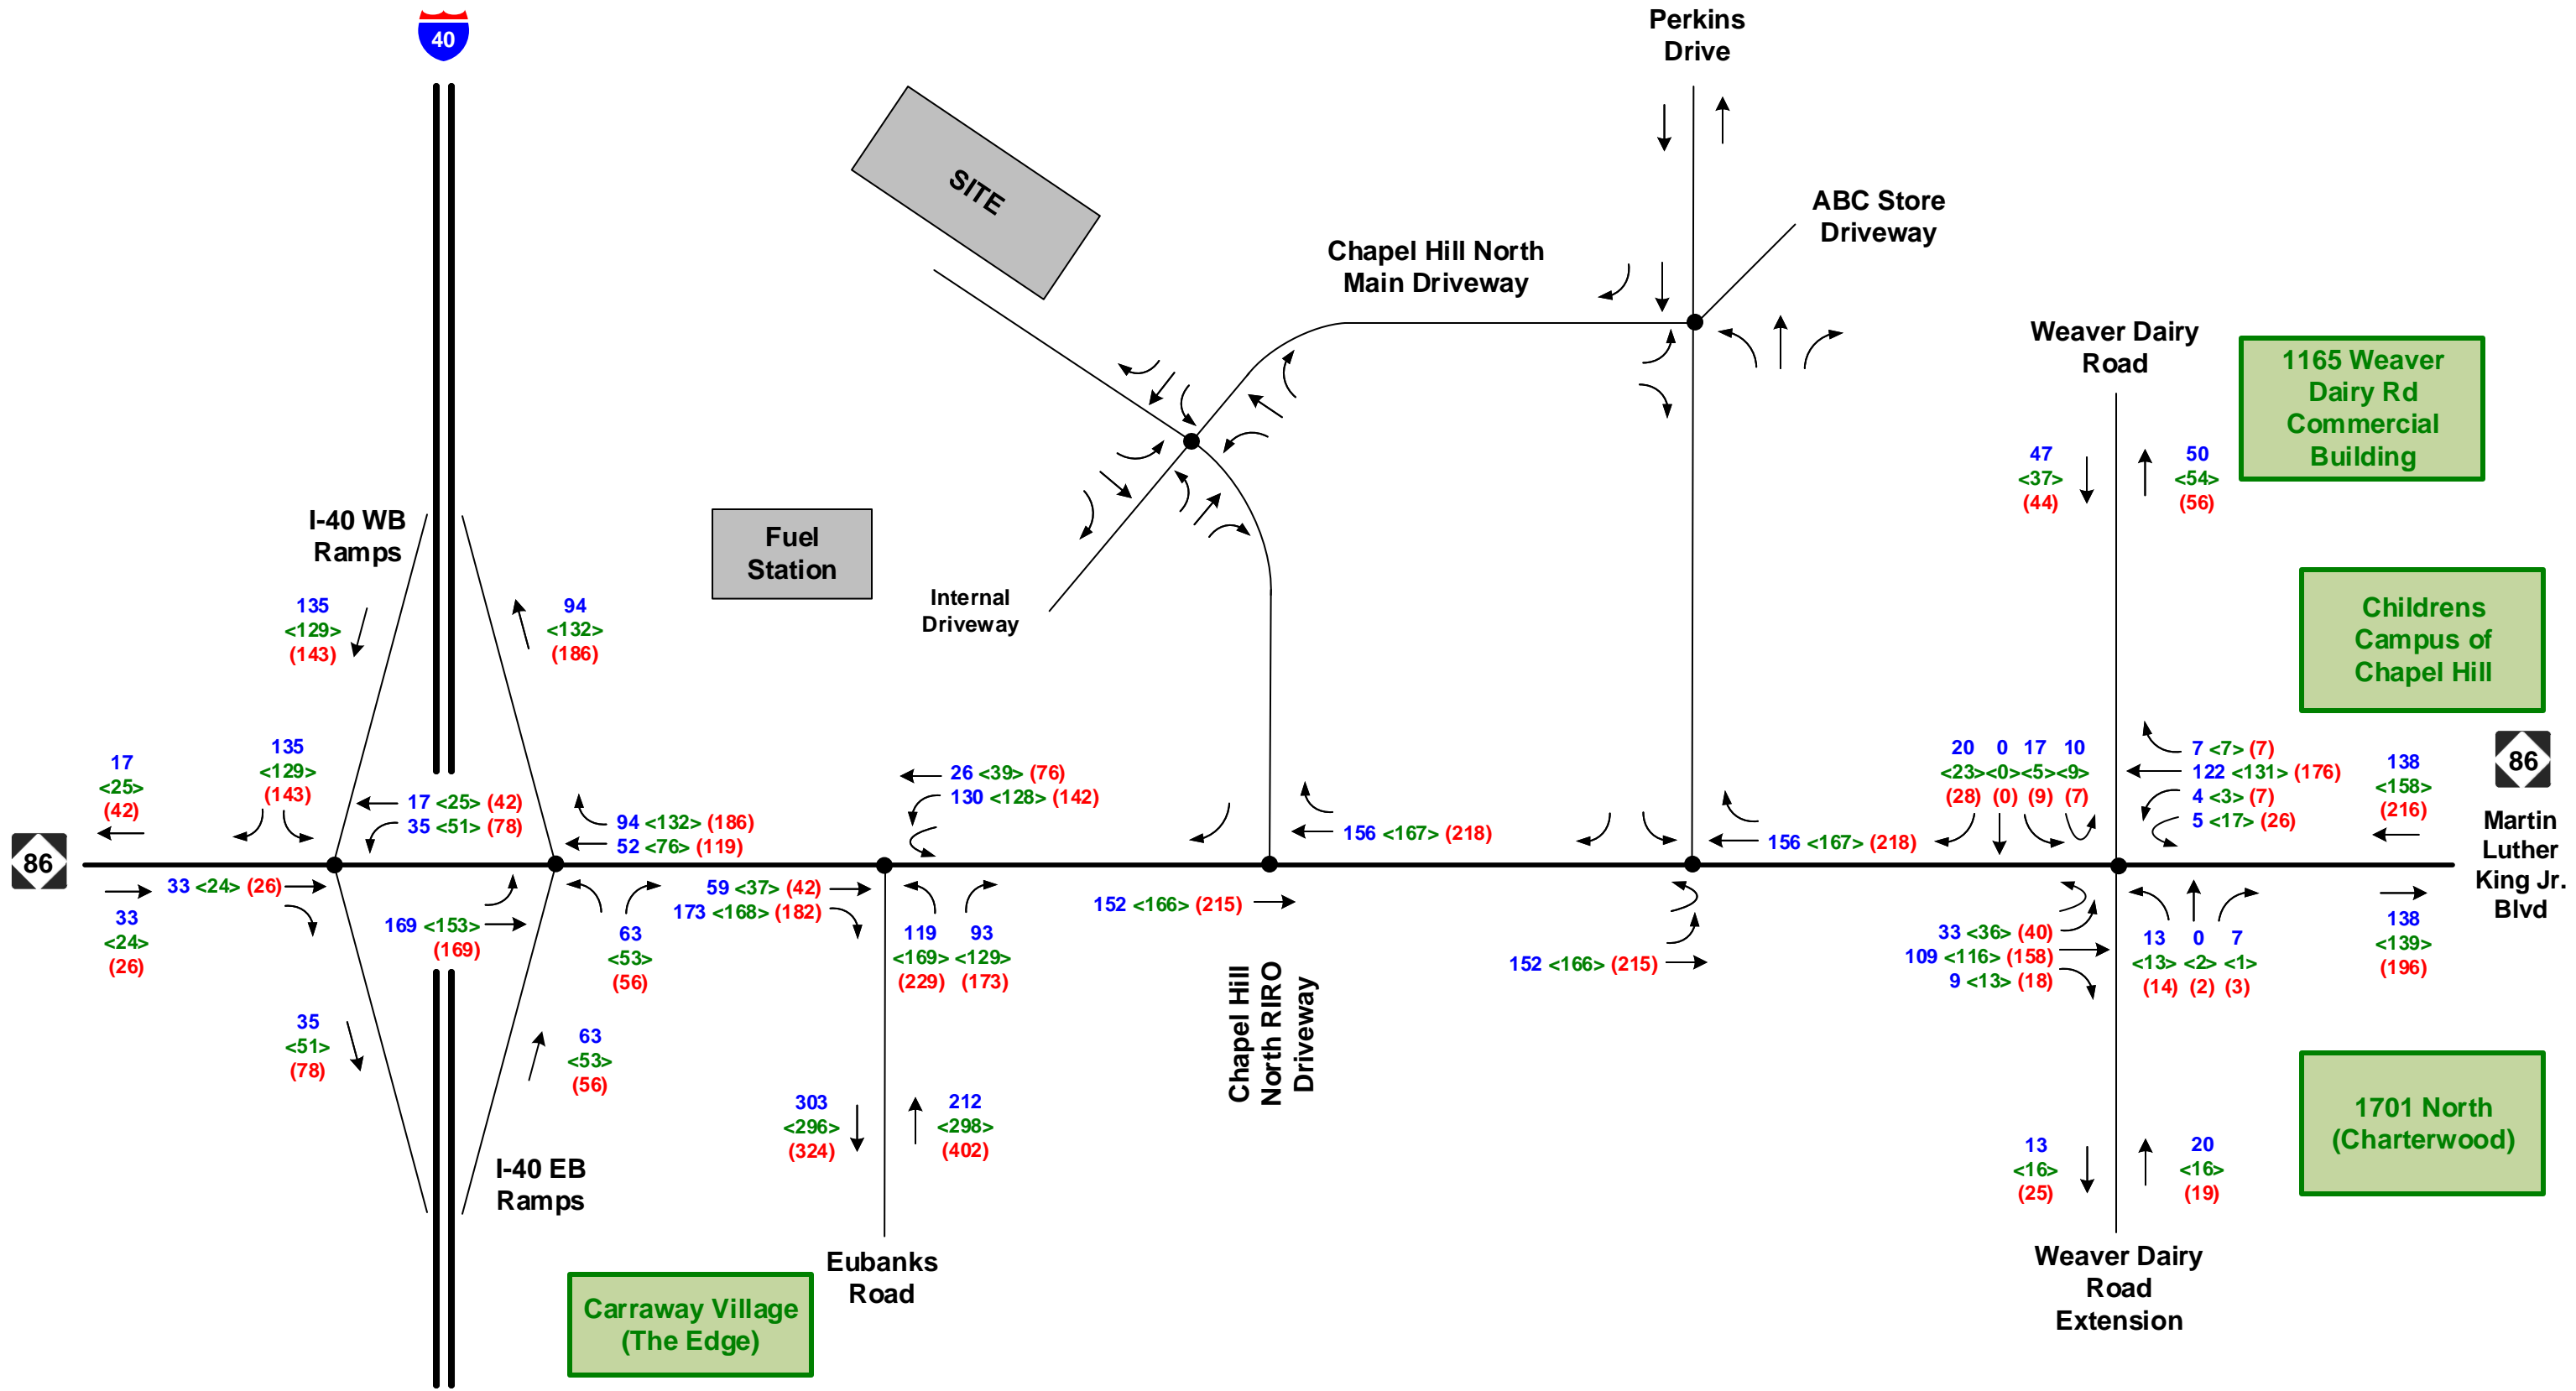 40
Perkins
Drive
SITE
ABC Store
Driveway
Chapel Hill North
Main Driveway
Weaver Dairy
Road
1165 Weaver
Dairy Rd
Commercial
Building
47
<37>
(44)
50
<54>
(56)
I-40 WB
Ramps
Fuel
Station
Internal
Driveway
Childrens
Campus of
Chapel Hill
135
<129>
(143)
94
<132>
(186)
17
<25>
(42)
135
<129>
(143)
17 <25> (42)
35 <51> (78)
94 <132> (186)
52 <76> (119)
26 <39> (76)
130 <128> (142)
156 <167> (218)
156 <167> (218)
20 0 17 10
<23><0><5><9>
(28) (0) (9) (7)
7 <7> (7)
122 <131> (176)
4 <3> (7)
5 <17> (26)
138
<158>
(216)
86
86
Martin
Luther
King Jr.
Blvd
33 <24> (26)
33
<24>
(26)
169 <153>
(169)
63
<53>
(56)
59 <37> (42)
173 <168> (182)
119 93
<169> <129>
(229) (173)
152 <166> (215)
Chapel Hill
North RIRO
Driveway
152 <166> (215)
33 <36> (40)
109 <116> (158)
9 <13> (18)
13 0 7
<13> <2> <1>
(14) (2) (3)
138
<139>
(196)
35
<51>
(78)
63
<53>
(56)
303
<296>
(324)
212
<298>
(402)
13
<16>
(25)
20
<16>
(19)
1701 North
(Charterwood)
I-40 EB
Ramps
Eubanks
Road
Carraway Village
(The Edge)
Weaver Dairy
Road
Extension